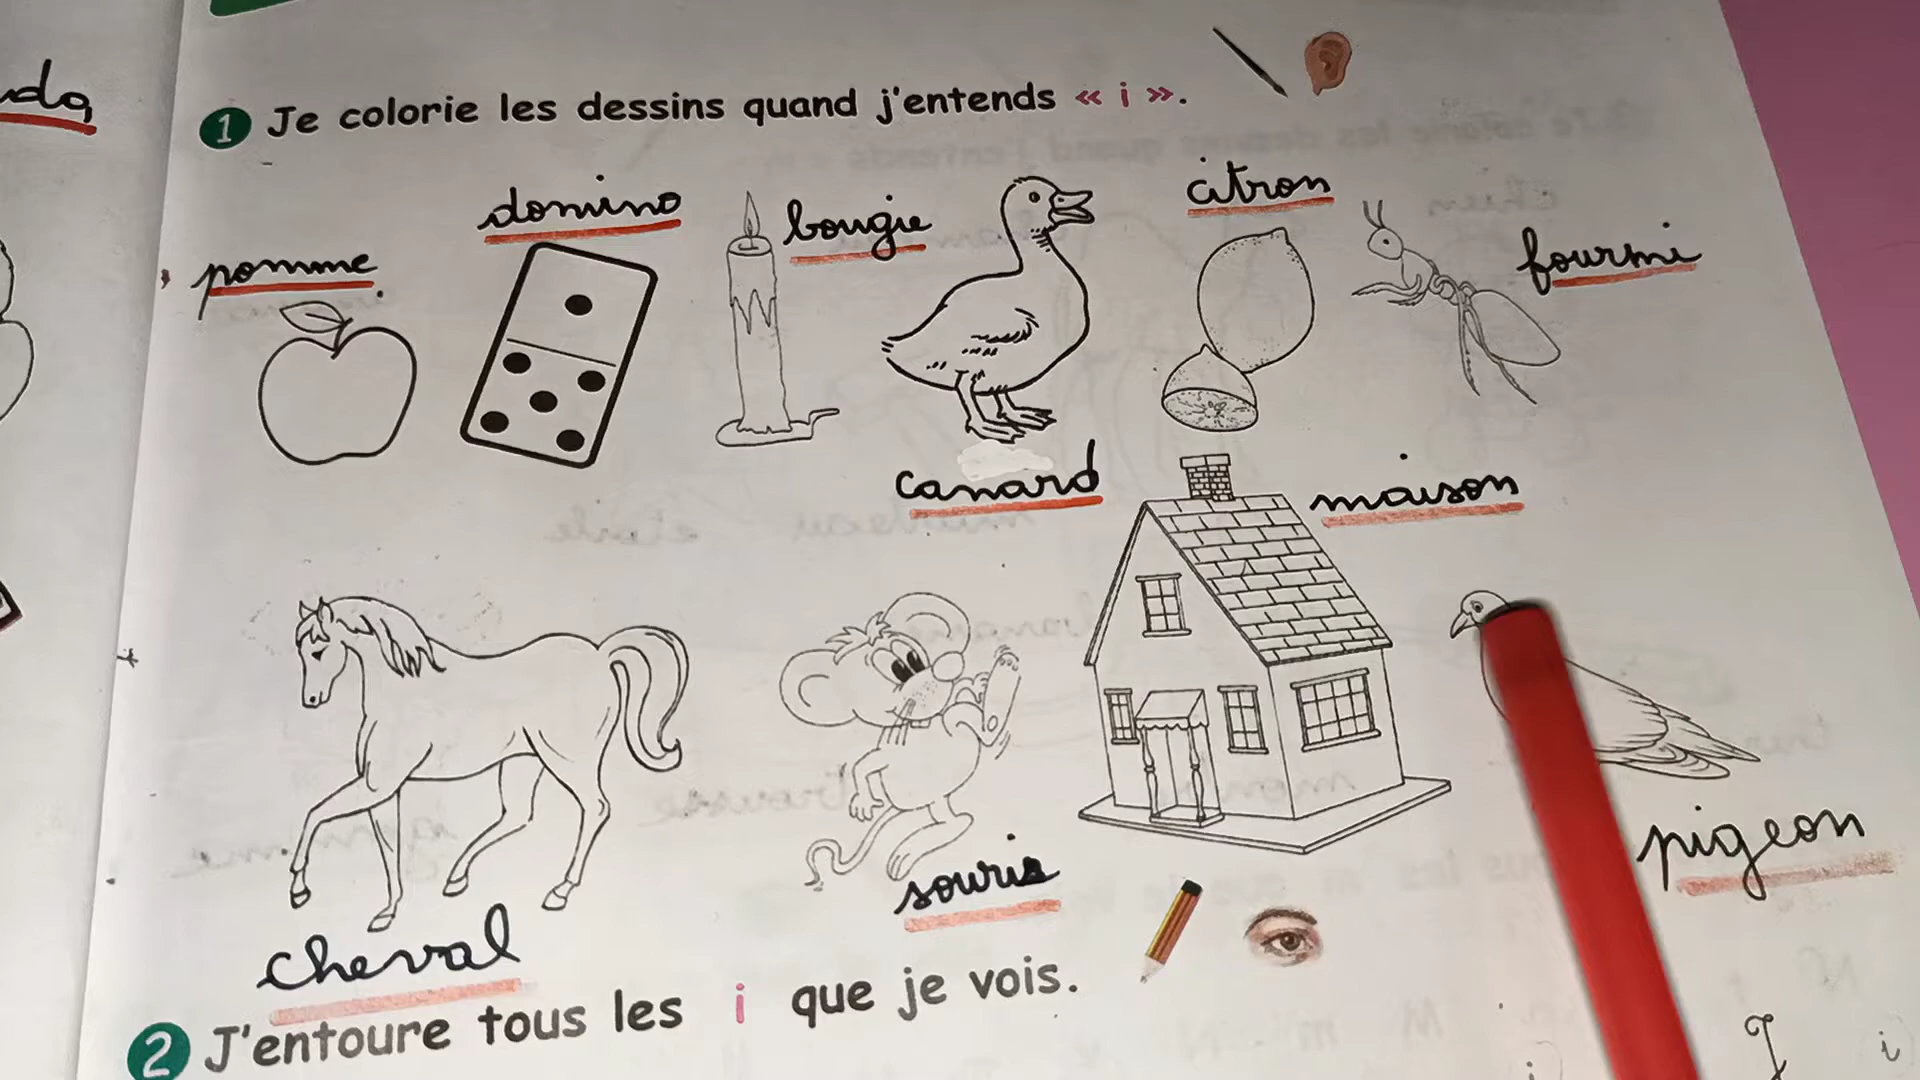 1 Je colorie les dessins quand j'entends « i ».
pomme
domino
bougie
citron
fourmi
canard
maison
cheval
souris
pigeon
2 J'entoure tous les i que je vois.
I i